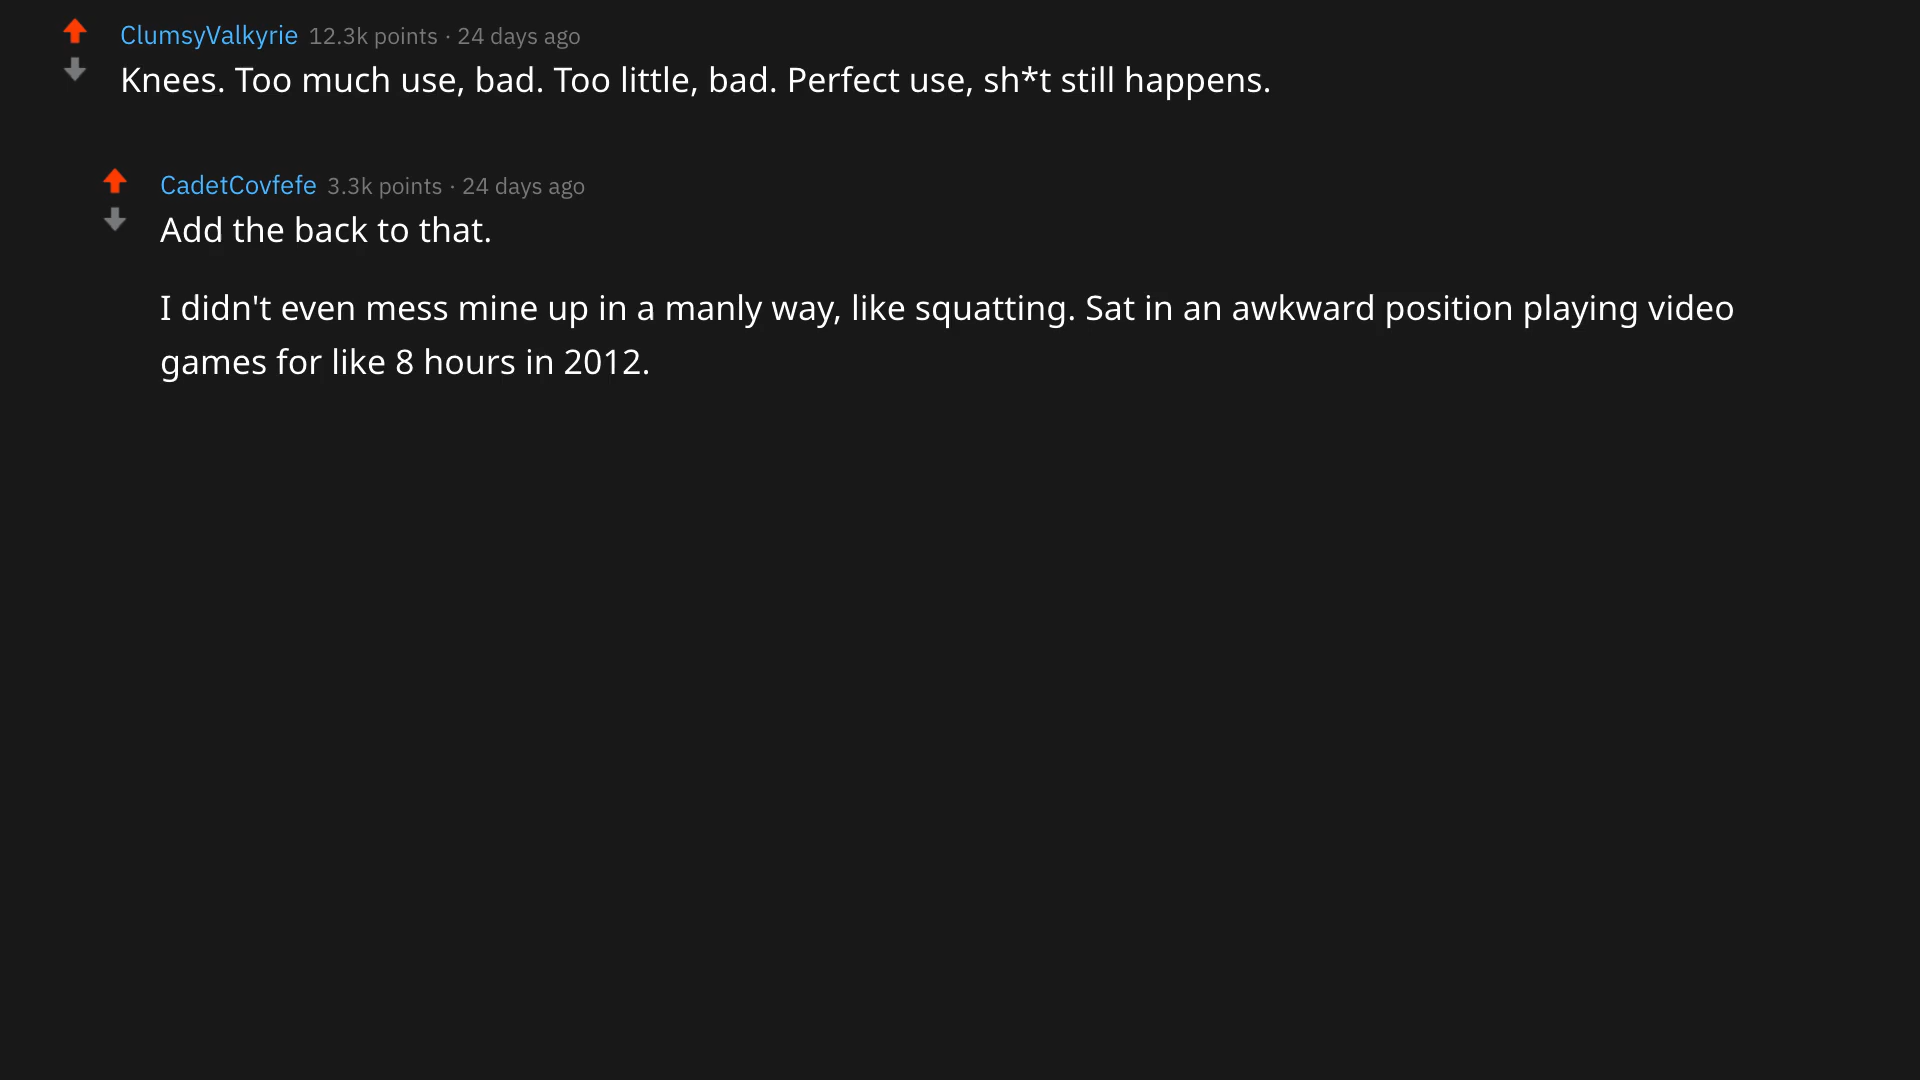 ClumsyValkyrie 12.3k points · 24 days ago
Knees. Too much use, bad. Too little, bad. Perfect use, sh*t still happens.
CadetCovfefe 3.3k points · 24 days ago
Add the back to that.
I didn't even mess mine up in a manly way, like squatting. Sat in an awkward position playing video
games for like 8 hours in 2012.